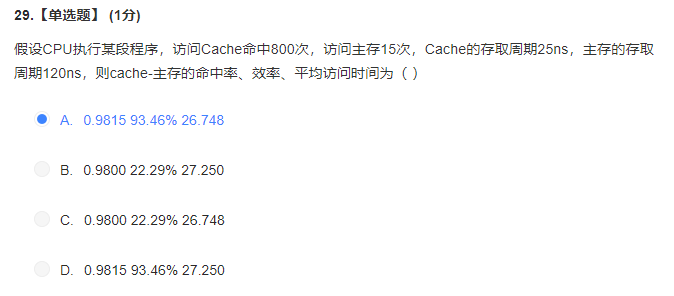 29.【单选题】 (1分)
假设CPU执行某段程序，访问Cache命中800次，访问主存15次，Cache的存取周期25ns，主存的存取
周期120ns，则cache-主存的命中率、效率、平均访问时间为（ ）
A. 0.9815 93.46% 26.748
B. 0.9800 22.29% 27.250
C. 0.9800 22.29% 26.748
D. 0.9815 93.46% 27.250